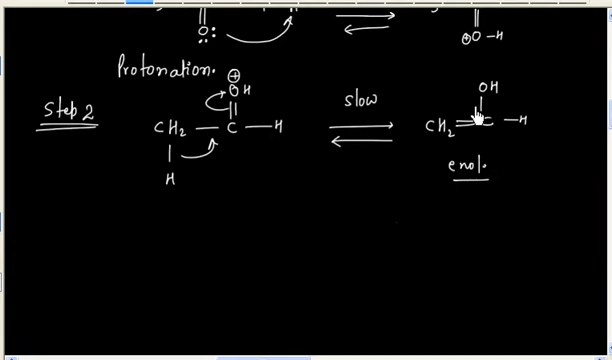 O:
⊕O-H
Protonation.
⊕
OH
Step 2
slow
OH
CH₂ — C — H
CH₂ = C — H
H
enol.